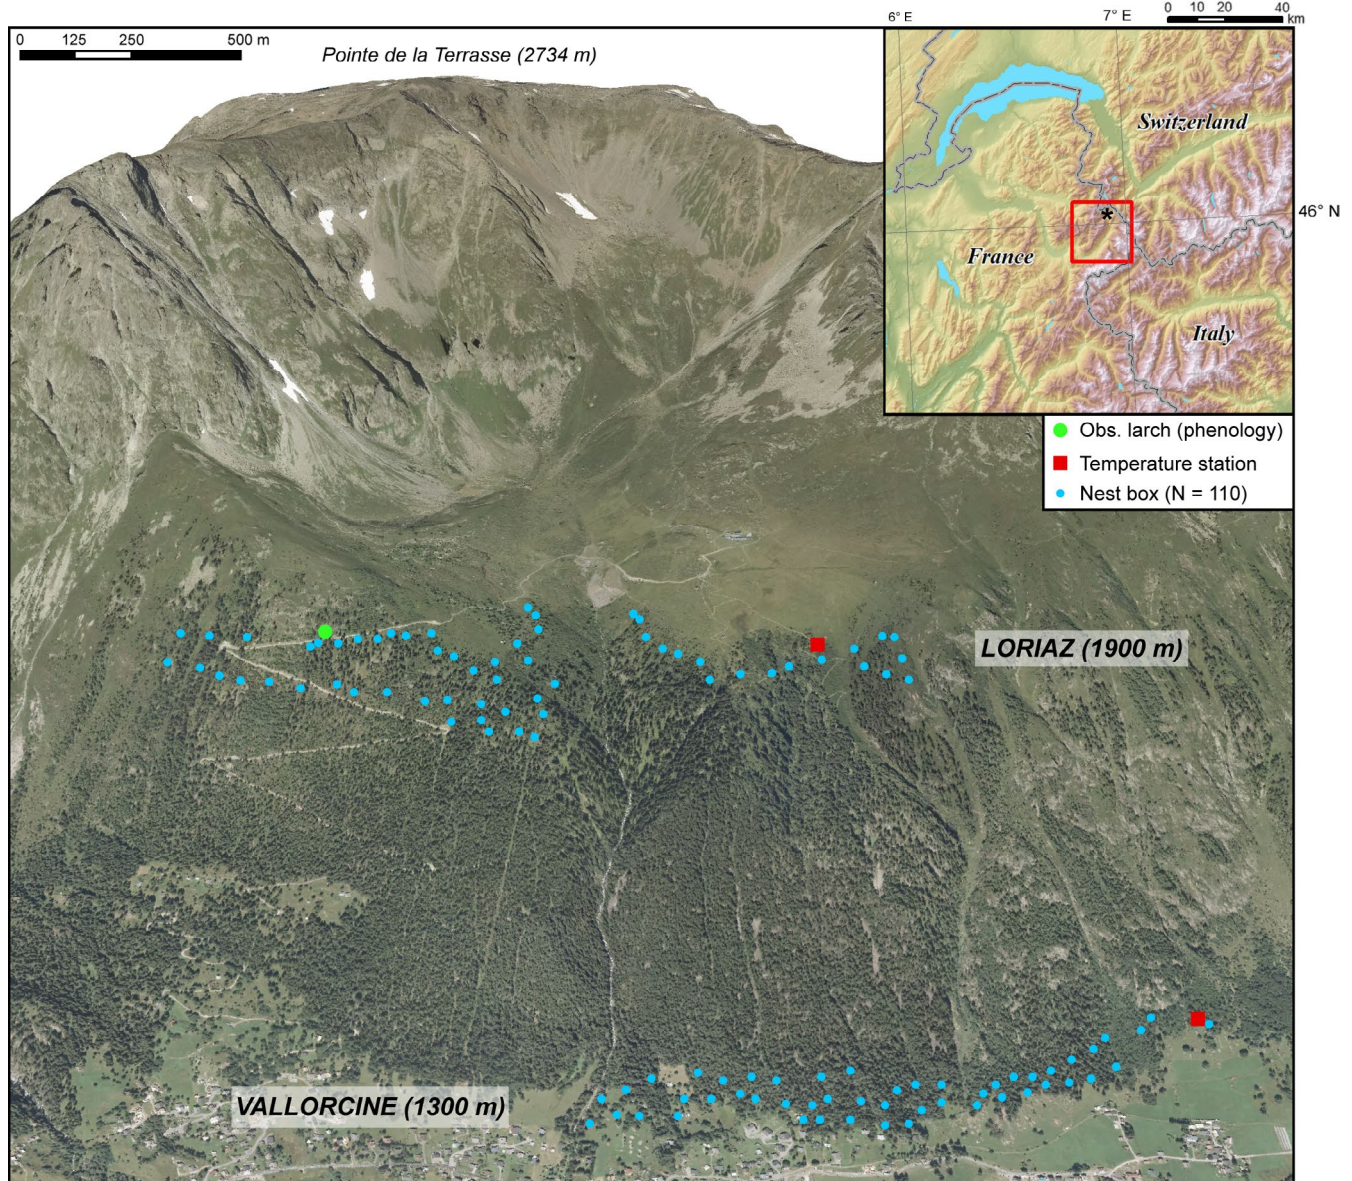 6° E
7° E
0 10 20 40
km
0 125 250 500 m
Pointe de la Terrasse (2734 m)
Switzerland
*
46° N
France
Italy
Obs. larch (phenology)
Temperature station
Nest box (N = 110)
LORIAZ (1900 m)
VALLORCINE (1300 m)